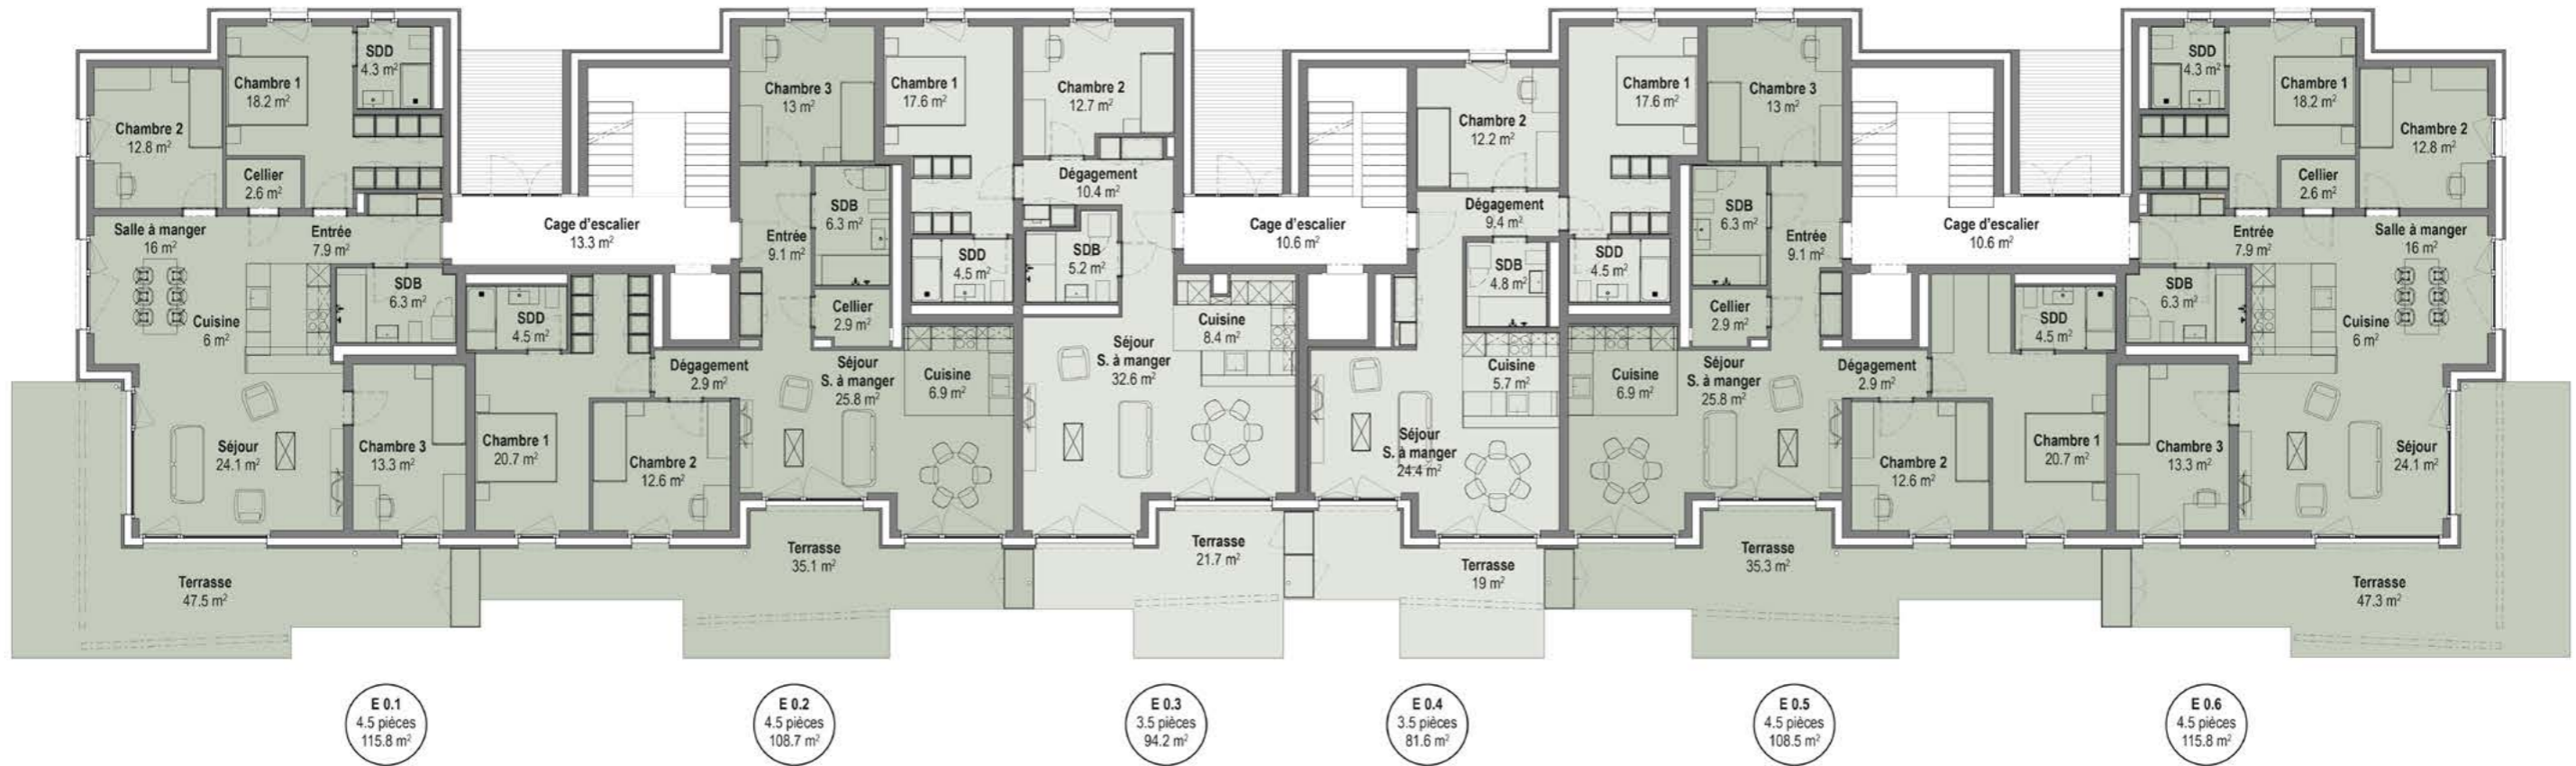 Chambre 2
12.8 m²
Chambre 1
18.2 m²
SDD
4.3 m²
Cellier
2.6 m²
Salle à manger
16 m²
Entrée
7.9 m²
Cuisine
6 m²
SDB
6.3 m²
Séjour
24.1 m²
Chambre 3
13.3 m²
Terrasse
47.5 m²
Cage d'escalier
13.3 m²
SDD
4.5 m²
Chambre 1
20.7 m²
Chambre 2
12.6 m²
Dégagement
2.9 m²
Chambre 3
13 m²
Entrée
9.1 m²
SDB
6.3 m²
Cellier
2.9 m²
Séjour
S. à manger
25.8 m²
Cuisine
6.9 m²
Terrasse
35.1 m²
Chambre 1
17.6 m²
Chambre 2
12.7 m²
Dégagement
10.4 m²
SDD
4.5 m²
SDB
5.2 m²
Séjour
S. à manger
32.6 m²
Cuisine
8.4 m²
Terrasse
21.7 m²
Cage d'escalier
10.6 m²
Chambre 2
12.2 m²
Chambre 1
17.6 m²
Dégagement
9.4 m²
SDB
4.8 m²
SDD
4.5 m²
Cuisine
5.7 m²
Séjour
S. à manger
24.4 m²
Terrasse
19 m²
Chambre 3
13 m²
SDB
6.3 m²
Entrée
9.1 m²
Cellier
2.9 m²
Cuisine
6.9 m²
Séjour
S. à manger
25.8 m²
Dégagement
2.9 m²
Chambre 2
12.6 m²
Chambre 1
20.7 m²
SDD
4.5 m²
Terrasse
35.3 m²
Cage d'escalier
10.6 m²
SDD
4.3 m²
Chambre 1
18.2 m²
Chambre 2
12.8 m²
Cellier
2.6 m²
Entrée
7.9 m²
Salle à manger
16 m²
SDB
6.3 m²
Cuisine
6 m²
Chambre 3
13.3 m²
Séjour
24.1 m²
Terrasse
47.3 m²
E 0.1
4.5 pièces
115.8 m²
E 0.2
4.5 pièces
108.7 m²
E 0.3
3.5 pièces
94.2 m²
E 0.4
3.5 pièces
81.6 m²
E 0.5
4.5 pièces
108.5 m²
E 0.6
4.5 pièces
115.8 m²